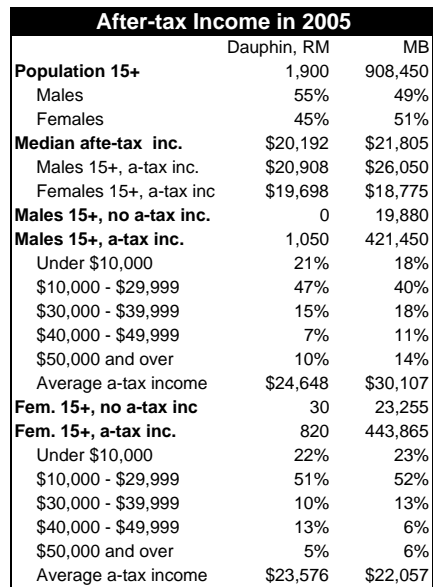 After-tax Income in 2005
Dauphin, RM MB
Population 15+ 1,900 908,450
Males 55% 49%
Females 45% 51%
Median afte-tax inc. $20,192 $21,805
Males 15+, a-tax inc. $20,908 $26,050
Females 15+, a-tax inc $19,698 $18,775
Males 15+, no a-tax inc. 0 19,880
Males 15+, a-tax inc. 1,050 421,450
Under $10,000 21% 18%
$10,000 - $29,999 47% 40%
$30,000 - $39,999 15% 18%
$40,000 - $49,999 7% 11%
$50,000 and over 10% 14%
Average a-tax income $24,648 $30,107
Fem. 15+, no a-tax inc 30 23,255
Fem. 15+, a-tax inc. 820 443,865
Under $10,000 22% 23%
$10,000 - $29,999 51% 52%
$30,000 - $39,999 10% 13%
$40,000 - $49,999 13% 6%
$50,000 and over 5% 6%
Average a-tax income $23,576 $22,057